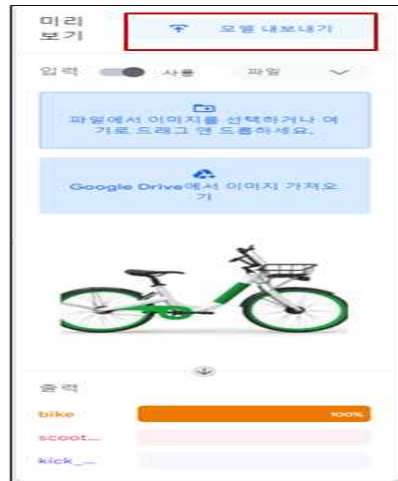 미리
보기
모델 내보내기
입력
사용
파일
파일에서 이미지를 선택하거나 여
기로 드래그 앤 드롭하세요.
Google Drive에서 이미지 가져오
기
출력
bike
100%
scoot...
kick_...